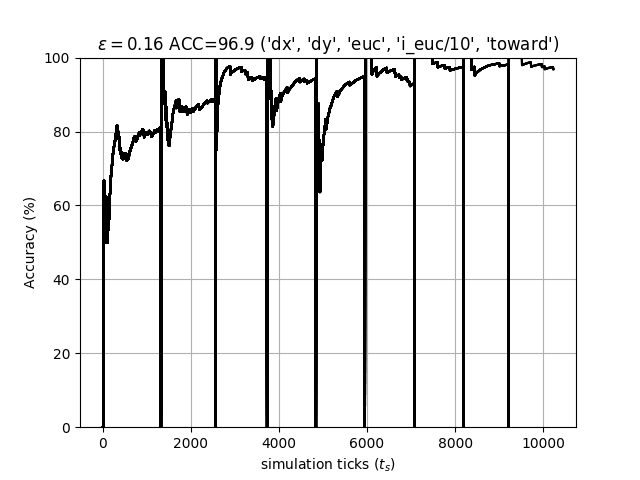 ε = 0.16 ACC=96.9 ('dx', 'dy', 'euc', 'i_euc/10', 'toward')
100
80
60
40
20
0
Accuracy (%)
0 2000 4000 6000 8000 10000
simulation ticks (tₛ)